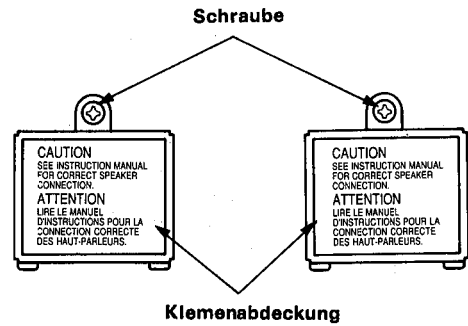 Schraube
CAUTION
SEE INSTRUCTION MANUAL
FOR CORRECT SPEAKER
CONNECTION.
ATTENTION
LIRE LE MANUEL
D'INSTRUCTIONS POUR LA
CONNECTION CORRECTE
DES HAUT-PARLEURS.
CAUTION
SEE INSTRUCTION MANUAL
FOR CORRECT SPEAKER
CONNECTION.
ATTENTION
LIRE LE MANUEL
D'INSTRUCTIONS POUR LA
CONNECTION CORRECTE
DES HAUT-PARLEURS.
Klemenabdeckung